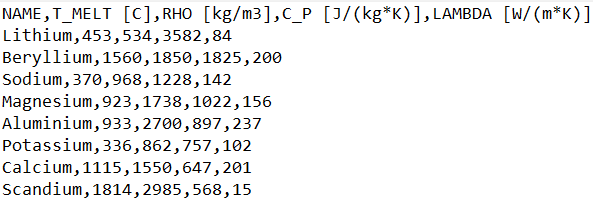 NAME,T_MELT [C],RHO [kg/m3],C_P [J/(kg*K)],LAMBDA [W/(m*K)]
Lithium,453,534,3582,84
Beryllium,1560,1850,1825,200
Sodium,370,968,1228,142
Magnesium,923,1738,1022,156
Aluminium,933,2700,897,237
Potassium,336,862,757,102
Calcium,1115,1550,647,201
Scandium,1814,2985,568,15